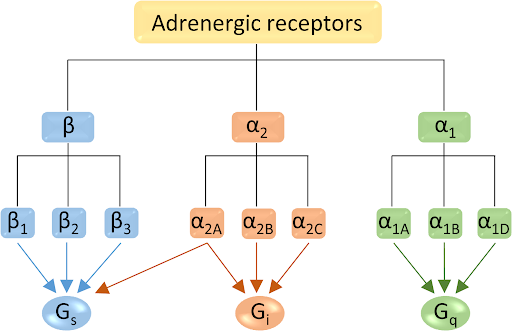 Adrenergic receptors
β
α2
α1
β1
β2
β3
α2A
α2B
α2C
α1A
α1B
α1D
Gs
Gi
Gq